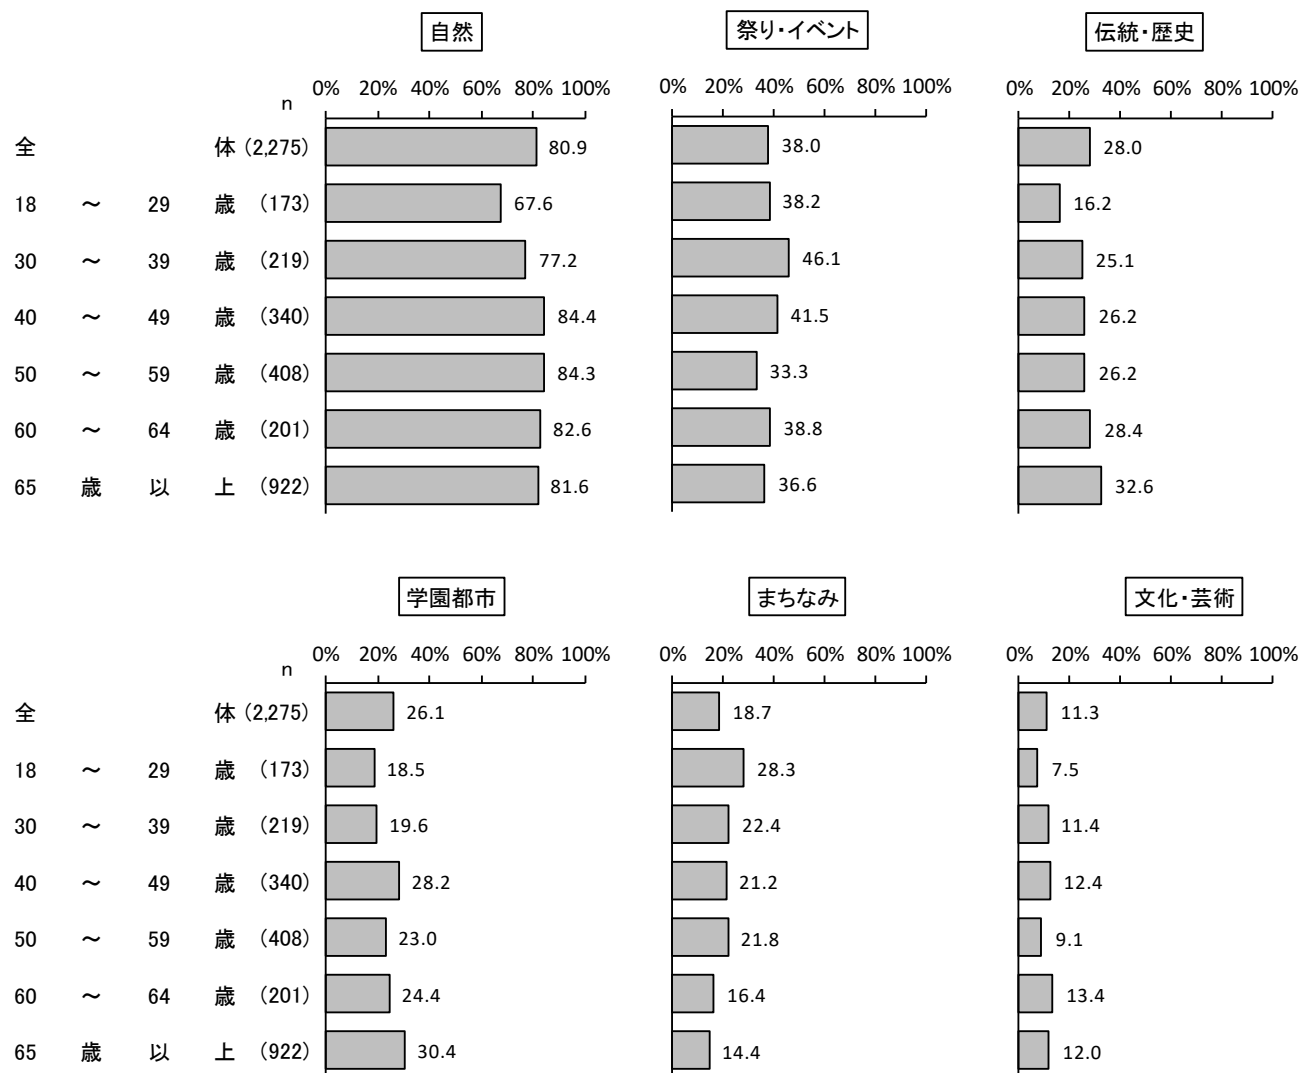 自然 祭り・イベント 伝統・歴史
n 0% 20% 40% 60% 80% 100% 0% 20% 40% 60% 80% 100% 0% 20% 40% 60% 80% 100%
全 体 (2,275) 80.9 38.0 28.0
18 ～ 29 歳 (173) 67.6 38.2 16.2
30 ～ 39 歳 (219) 77.2 46.1 25.1
40 ～ 49 歳 (340) 84.4 41.5 26.2
50 ～ 59 歳 (408) 84.3 33.3 26.2
60 ～ 64 歳 (201) 82.6 38.8 28.4
65 歳 以 上 (922) 81.6 36.6 32.6
学園都市 まちなみ 文化・芸術
n 0% 20% 40% 60% 80% 100% 0% 20% 40% 60% 80% 100% 0% 20% 40% 60% 80% 100%
全 体 (2,275) 26.1 18.7 11.3
18 ～ 29 歳 (173) 18.5 28.3 7.5
30 ～ 39 歳 (219) 19.6 22.4 11.4
40 ～ 49 歳 (340) 28.2 21.2 12.4
50 ～ 59 歳 (408) 23.0 21.8 9.1
60 ～ 64 歳 (201) 24.4 16.4 13.4
65 歳 以 上 (922) 30.4 14.4 12.0